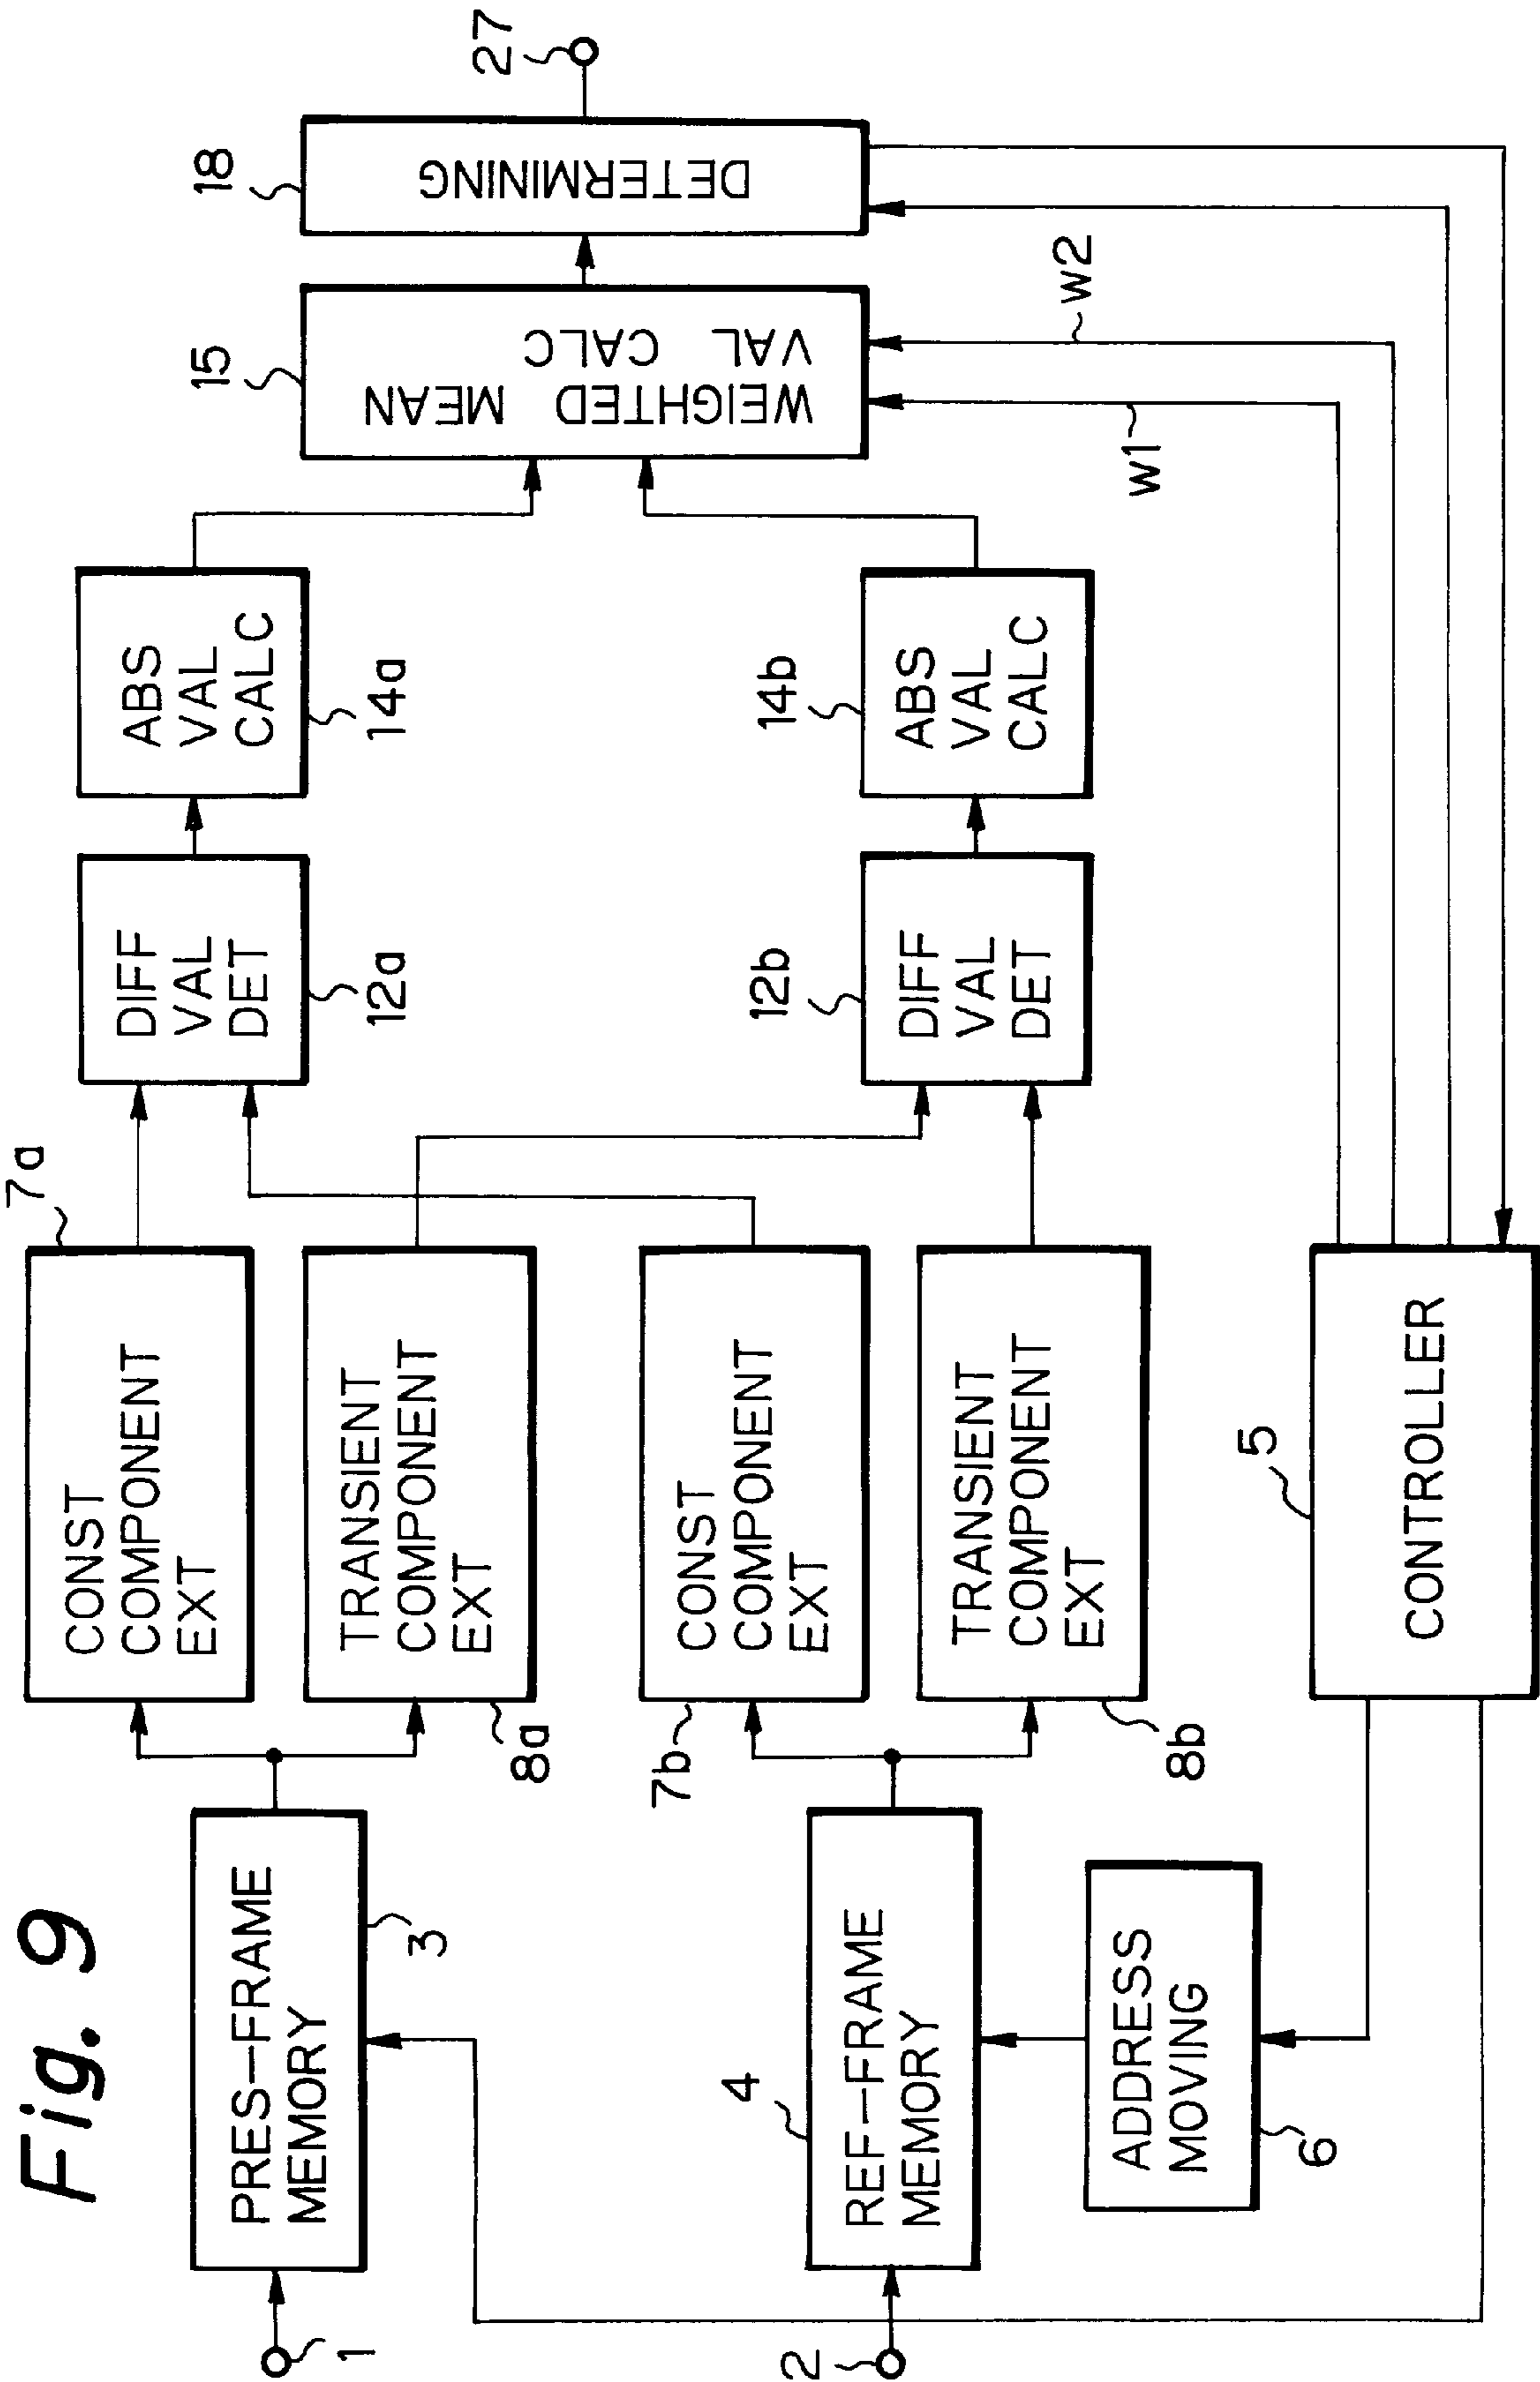 Fig. 9
1
PRES-FRAME
MEMORY
3
2
REF-FRAME
MEMORY
4
ADDRESS
MOVING
6
CONST
COMPONENT
EXT
7a
TRANSIENT
COMPONENT
EXT
8a
CONST
COMPONENT
EXT
7b
TRANSIENT
COMPONENT
EXT
8b
CONTROLLER
5
DIFF
VAL
DET
12a
DIFF
VAL
DET
12b
ABS
VAL
CALC
14a
ABS
VAL
CALC
14b
WEIGHTED MEAN
VAL CALC
15
W1
W2
DETERMINING
18
27